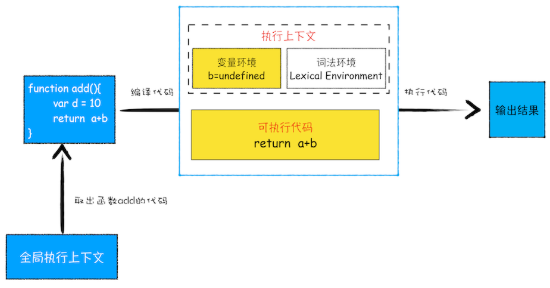 执行上下文
变量环境
b=undefined
词法环境
Lexical Environment
function add(){
var d = 10
return a+b
}
编译代码
执行代码
输出结果
可执行代码
return a+b
取出函数add的代码
全局执行上下文